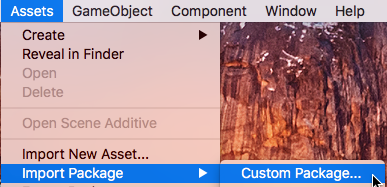 Assets GameObject Component Window Help
Create
Reveal in Finder
Open
Delete
Open Scene Additive
Import New Asset...
Import Package Custom Package...